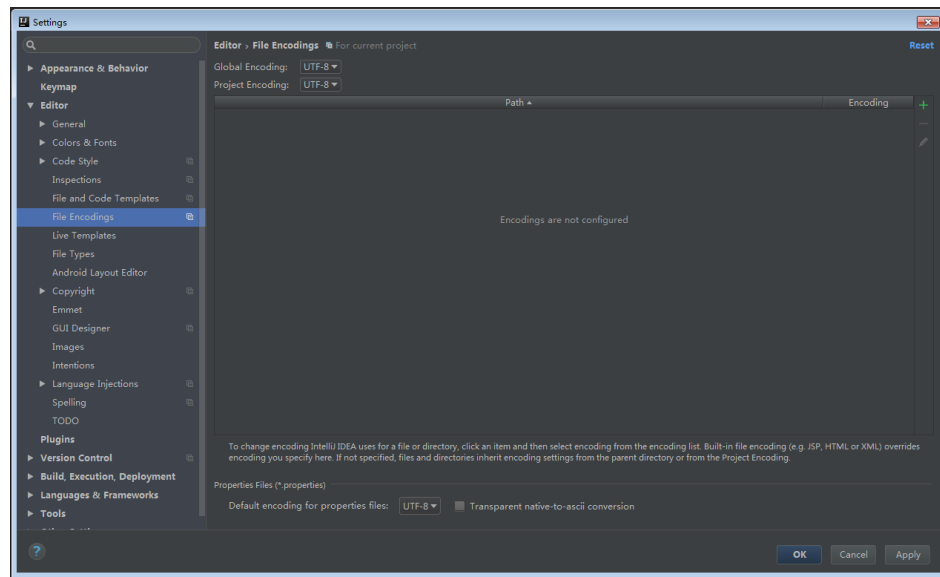 Settings
Editor › File Encodings For current project
Reset
Appearance & Behavior
Keymap
Editor
General
Colors & Fonts
Code Style
Inspections
File and Code Templates
File Encodings
Live Templates
File Types
Android Layout Editor
Copyright
Emmet
GUI Designer
Images
Intentions
Language Injections
Spelling
TODO
Plugins
Version Control
Build, Execution, Deployment
Languages & Frameworks
Tools
Global Encoding: UTF-8
Project Encoding: UTF-8
Path Encoding
Encodings are not configured
To change encoding IntelliJ IDEA uses for a file or directory, click an item and then select encoding from the encoding list. Built-in file encoding (e.g. JSP, HTML or XML) overrides
encoding you specify here. If not specified, files and directories inherit encoding settings from the parent directory or from the Project Encoding.
Properties Files (*.properties)
Default encoding for properties files: UTF-8 Transparent native-to-ascii conversion
?
OK Cancel Apply